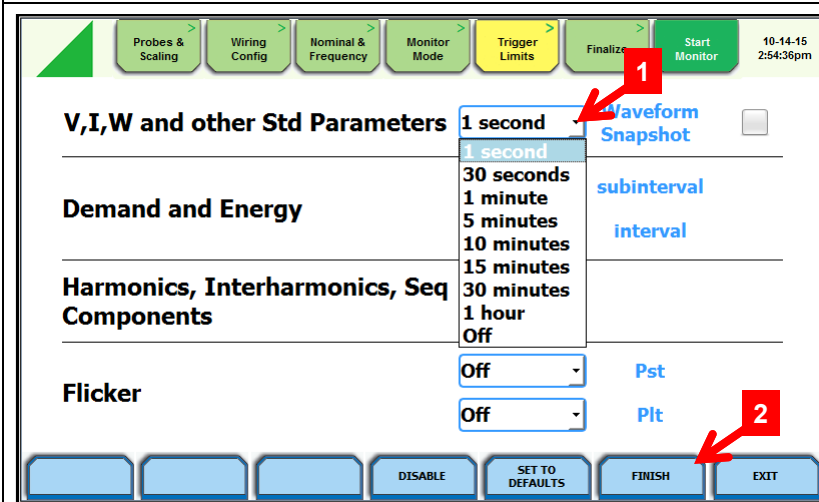 >
Probes &
Scaling
>
Wiring
Config
>
Nominal &
Frequency
>
Monitor
Mode
>
Trigger
Limits
>
Finalize
>
Start
Monitor
10-14-15
2:54:36pm
1
V,I,W and other Std Parameters
1 second
Waveform
Snapshot
1 second
30 seconds
1 minute
5 minutes
10 minutes
15 minutes
30 minutes
1 hour
Off
Demand and Energy
subinterval
interval
Harmonics, Interharmonics, Seq
Components
Flicker
Off
Pst
Off
Plt
2
DISABLE
SET TO
DEFAULTS
FINISH
EXIT